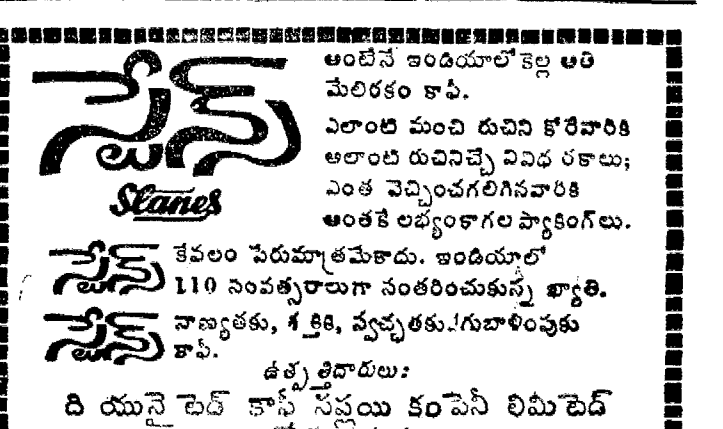 స్టేన్స్
Stanes
అంటేనే ఇండియాలో కెల్ల అతి
మేలిరకం కాఫీ.
ఎలాంటి మంచి రుచిని కోరేవారికి
అలాంటి రుచినిచ్చే వివిధ రకాలు;
ఎంత వెచ్చించగలిగినవారికి
అంతకే లభ్యంకాగల ప్యాకింగ్‌లు.
స్టేన్స్ కేవలం పేరుమాత్రమేకాదు. ఇండియాలో
110 సంవత్సరాలుగా సంతరించుకున్న ఖ్యాతి.
స్టేన్స్ నాణ్యతకు, శక్తికి, స్వచ్ఛతకు, గుబాళింపుకు
కాఫీ.
ఉత్పత్తిదారులు:
ది యునైటెడ్ కాఫీ సప్లయి కంపెనీ లిమిటెడ్